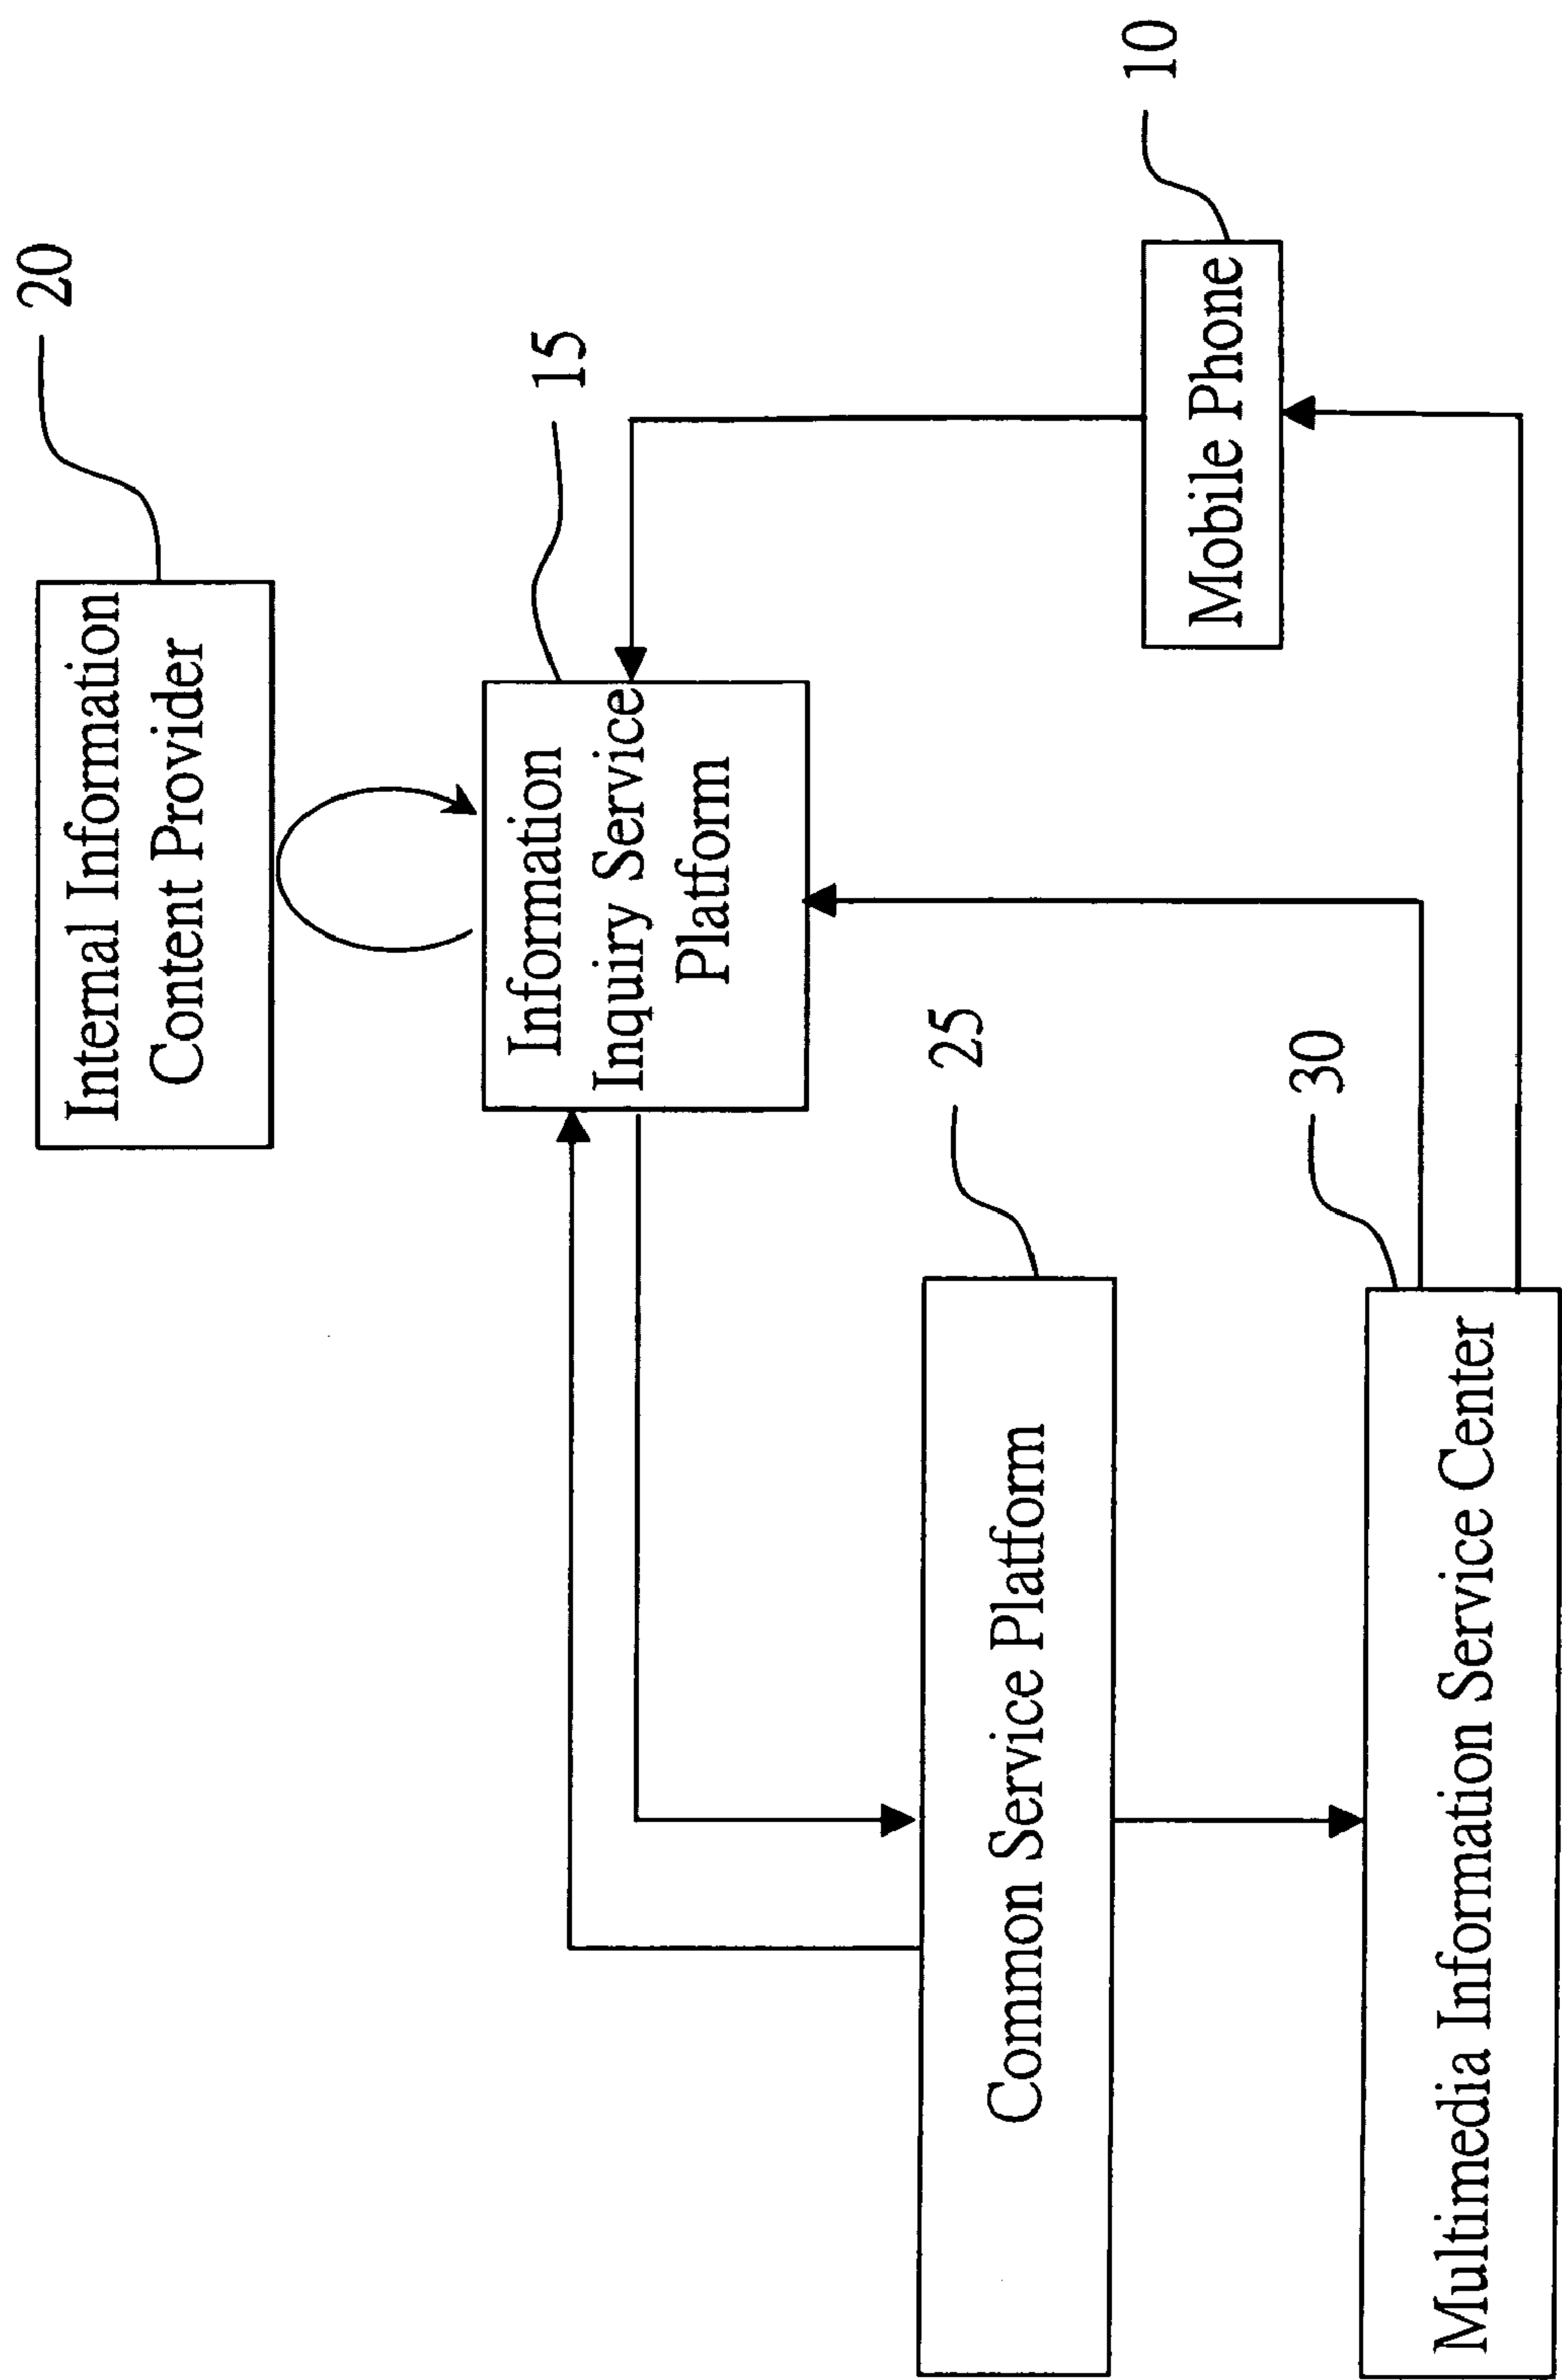 20
Internal Information
Content Provider
15
Information
Inquiry Service
Platform
10
Mobile Phone
25
Common Service Platform
30
Multimedia Information Service Center